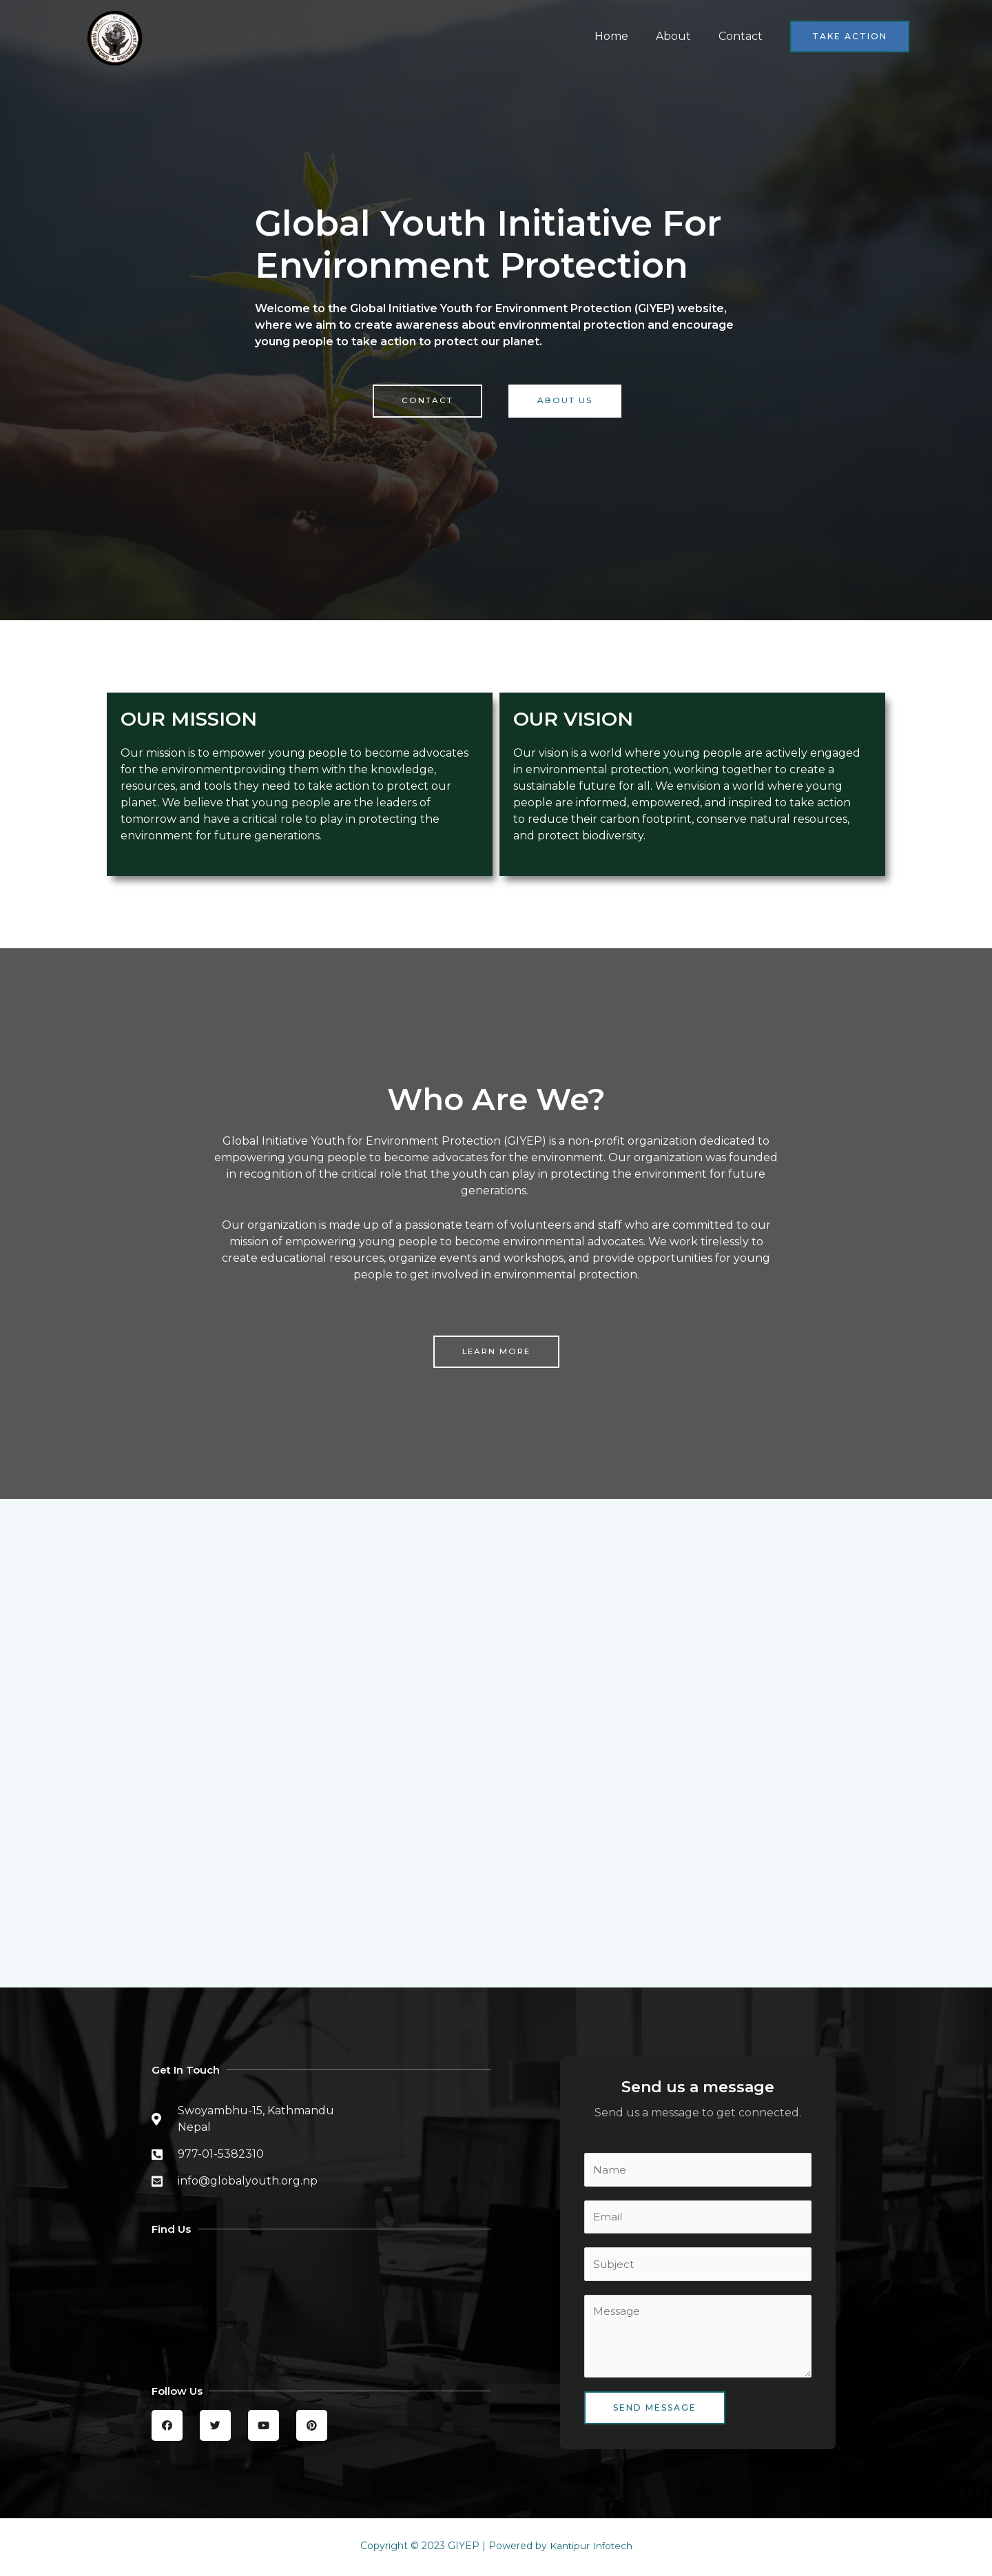 Home About Contact TAKE ACTION
Global Youth Initiative For
Environment Protection
Welcome to the Global Initiative Youth for Environment Protection (GIYEP) website,
where we aim to create awareness about environmental protection and encourage
young people to take action to protect our planet.
CONTACT ABOUT US
OUR MISSION
Our mission is to empower young people to become advocates
for the environmentproviding them with the knowledge,
resources, and tools they need to take action to protect our
planet. We believe that young people are the leaders of
tomorrow and have a critical role to play in protecting the
environment for future generations.
OUR VISION
Our vision is a world where young people are actively engaged
in environmental protection, working together to create a
sustainable future for all. We envision a world where young
people are informed, empowered, and inspired to take action
to reduce their carbon footprint, conserve natural resources,
and protect biodiversity.
Who Are We?
Global Initiative Youth for Environment Protection (GIYEP) is a non-profit organization dedicated to
empowering young people to become advocates for the environment. Our organization was founded
in recognition of the critical role that the youth can play in protecting the environment for future
generations.
Our organization is made up of a passionate team of volunteers and staff who are committed to our
mission of empowering young people to become environmental advocates. We work tirelessly to
create educational resources, organize events and workshops, and provide opportunities for young
people to get involved in environmental protection.
LEARN MORE
Get In Touch
Swoyambhu-15, Kathmandu
Nepal
977-01-5382310
info@globalyouth.org.np
Find Us
Follow Us
Send us a message
Send us a message to get connected.
Name
Email
Subject
Message
SEND MESSAGE
Copyright © 2023 GIYEP | Powered by Kantipur Infotech